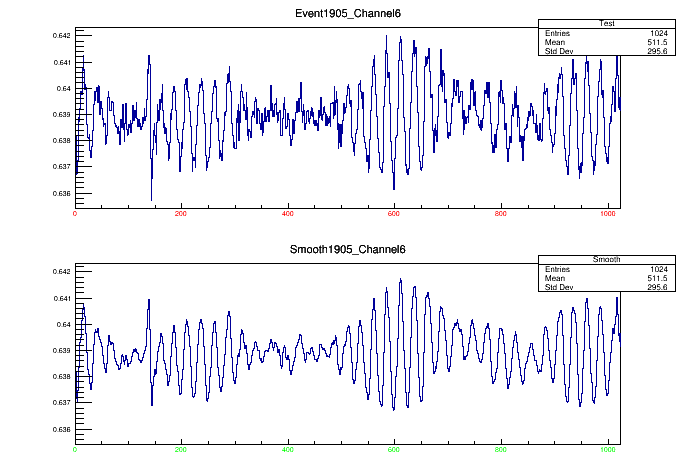 Event1905_Channel6
Test
Entries 1024
Mean 511.5
Std Dev 295.6
0.642
0.641
0.64
0.639
0.638
0.637
0.636
0 200 400 600 800 1000
Smooth1905_Channel6
Smooth
Entries 1024
Mean 511.5
Std Dev 295.6
0.642
0.641
0.64
0.639
0.638
0.637
0.636
0 200 400 600 800 1000